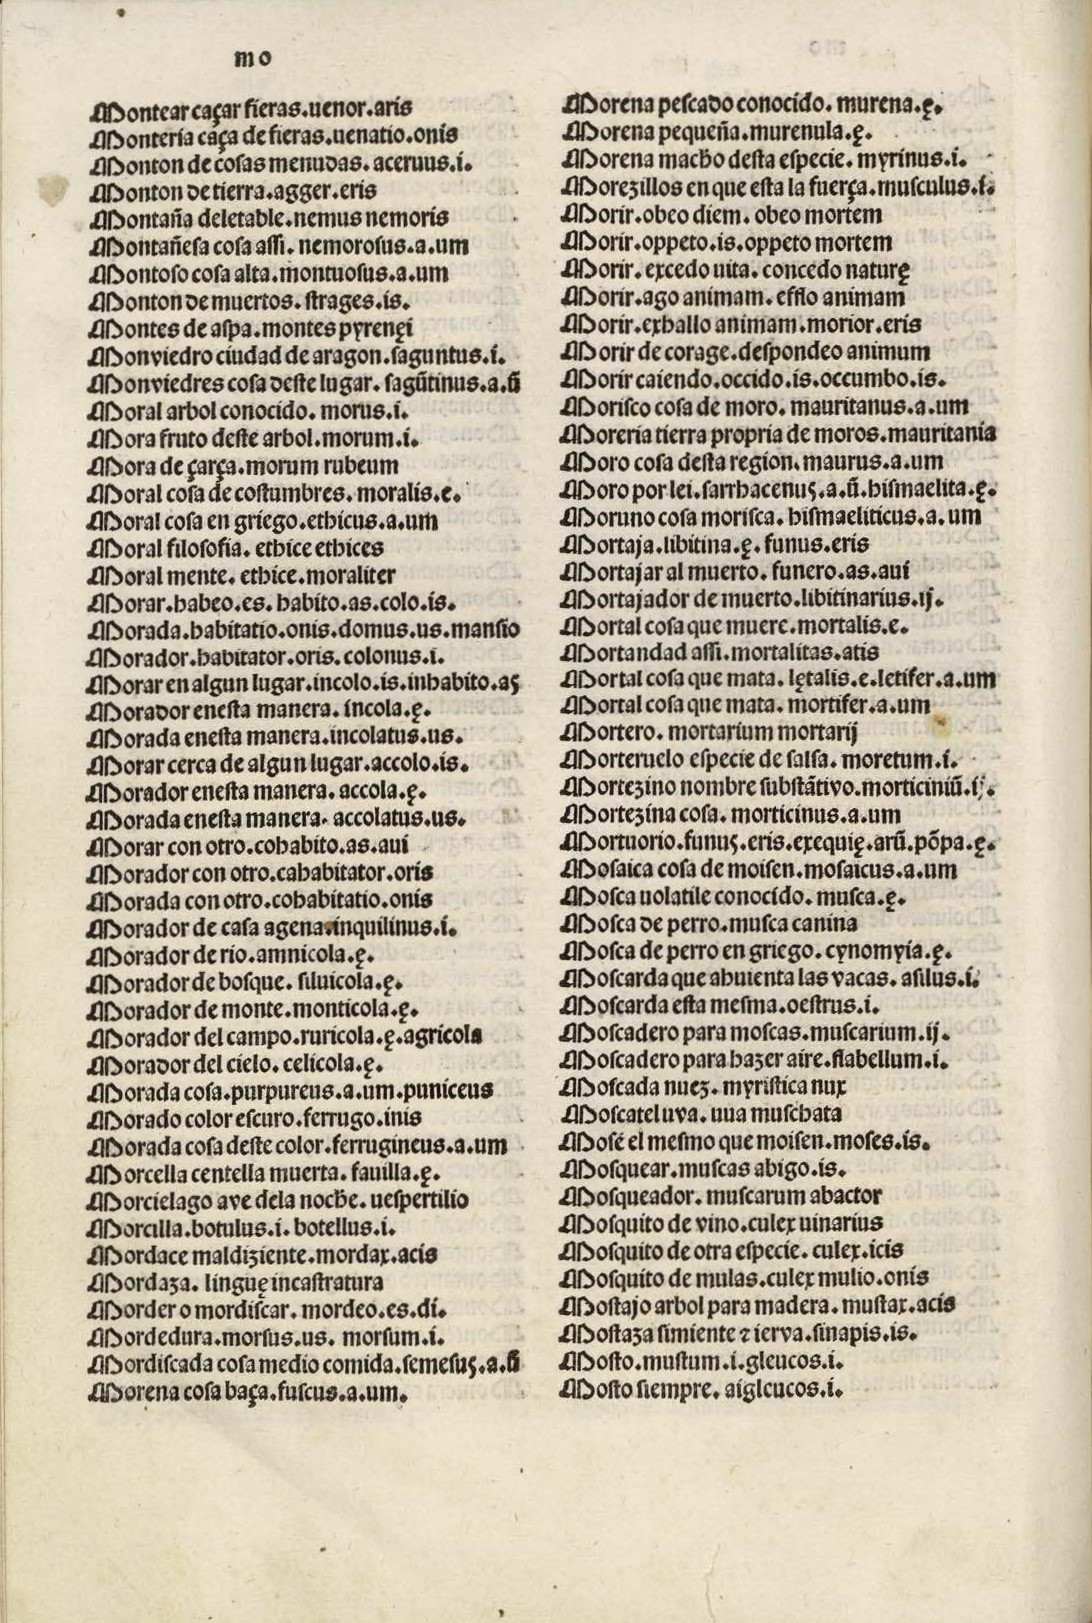 mo
Montear caçar fieras.uenor.aris
Monteria caça de fieras.uenatio.onis
Monton de cosas menudas. aceruus.i.
Monton de tierra.agger.eris
Montaña deletable.nemus nemoris
Montañesa cosa assi. nemorosus.a.um
Montoso cosa alta.montuosus.a.um
Monton de muertos. strages.is.
Montes de aspa.montes pyrenęi
Monviedro ciudad de aragon.saguntus.i.
Monviedres cosa deste lugar. sagũtinus.a.ũ
Moral arbol conocido. morus.i.
Mora fruto deste arbol.morum.i.
Mora de çarça.morum rubeum
Moral cosa de costumbres. moralis.e.
Moral cosa en griego.ethicus.a.um
Moral filosofia. ethice ethices
Moral mente. ethice.moraliter
Morar.habeo.es. habito.as.colo.is.
Morada.habitatio.onis.domus.us.mansio
Morador.habitator.oris. colonus.i.
Morar en algun lugar.incolo.is.inhabito.as
Morador enesta manera. incola.ę.
Morada enesta manera.incolatus.us.
Morar cerca de algun lugar.accolo.is.
Morador enesta manera. accola.ę.
Morada enesta manera. accolatus.us.
Morar con otro.cohabito.as.aui
Morador con otro.cahabitator.oris
Morada con otro.cohabitatio.onis
Morador de casa agena.inquilinus.i.
Morador de rio.amnicola.ę.
Morador de bosque. siluicola.ę.
Morador de monte.monticola.ę.
Morador del campo.ruricola.ę.agricola
Morador del cielo. celicola.ę.
Morada cosa.purpureus.a.um.puniceus
Morado color escuro.ferrugo.inis
Morada cosa deste color.ferrugineus.a.um
Morcella centella muerta. fauilla.ę.
Morcielago ave dela noche. uespertilio
Morcilla.botulus.i.botellus.i.
Mordace maldiziente.mordax.acis
Mordaza. linguę incastratura
Morder o mordiscar. mordeo.es.di.
Mordedura.morsus.us. morsum.i.
Mordiscada cosa medio comida.semesus.a.ũ
Morena cosa baça.fuscus.a.um.
Morena pescado conocido. murena.ę.
Morena pequeña.murenula.ę.
Morena macho desta especie. myrinus.i.
Morezillos en que esta la fuerça.musculus.i.
Morir.obeo diem. obeo mortem
Morir.oppeto.is.oppeto mortem
Morir. excedo uita. concedo naturę
Morir.ago animam. efflo animam
Morir.exhallo animam.morior.eris
Morir de corage.despondeo animum
Morir caiendo.occido.is.occumbo.is.
Morisco cosa de moro. mauritanus.a.um
Moreria tierra propria de moros.mauritania
Moro cosa desta region.maurus.a.um
Moro por lei.sarrhacenus.a.ũ.hismaelita.ę.
Moruno cosa morisca. hismaeliticus.a.um
Mortaja.libitina.ę. funus.eris
Mortajar al muerto. funero.as.aui
Mortajador de muerto.libitinarius.ij.
Mortal cosa que muere.mortalis.e.
Mortandad assi.mortalitas.atis
Mortal cosa que mata. lętalis.e.letifer.a.um
Mortal cosa que mata. mortifer.a.um
Mortero. mortarium mortarij
Morteruelo especie de salsa. moretum.i.
Mortezino nombre substãtivo.morticiniũ.ij.
Mortezina cosa. morticinus.a.um
Mortuorio.funus.eris.exequię.arũ.põpa.ę.
Mosaica cosa de moisen.mosaicus.a.um
Mosca uolatile conocido. musca.ę.
Mosca de perro.musca canina
Mosca de perro en griego. cynomyia.ę.
Moscarda que ahuienta las vacas. asilus.i.
Moscarda esta mesma.oestrus.i.
Moscadero para moscas.muscarium.ij.
Moscadero para hazer aire.flabellum.i.
Moscada nuez. myristica nux
Moscatel uva. uua muschata
Mosé el mesmo que moisen.moses.is.
Mosquear.muscas abigo.is.
Mosqueador. muscarum abactor
Mosquito de vino.culex uinarius
Mosquito de otra especie. culex.icis
Mosquito de mulas.culex mulio.onis
Mostajo arbol para madera. mustax.acis
Mostaza simiente ⁊ ierva.sinapis.is.
Mosto.mustum.i.gleucos.i.
Mosto siempre. aigleucos.i.